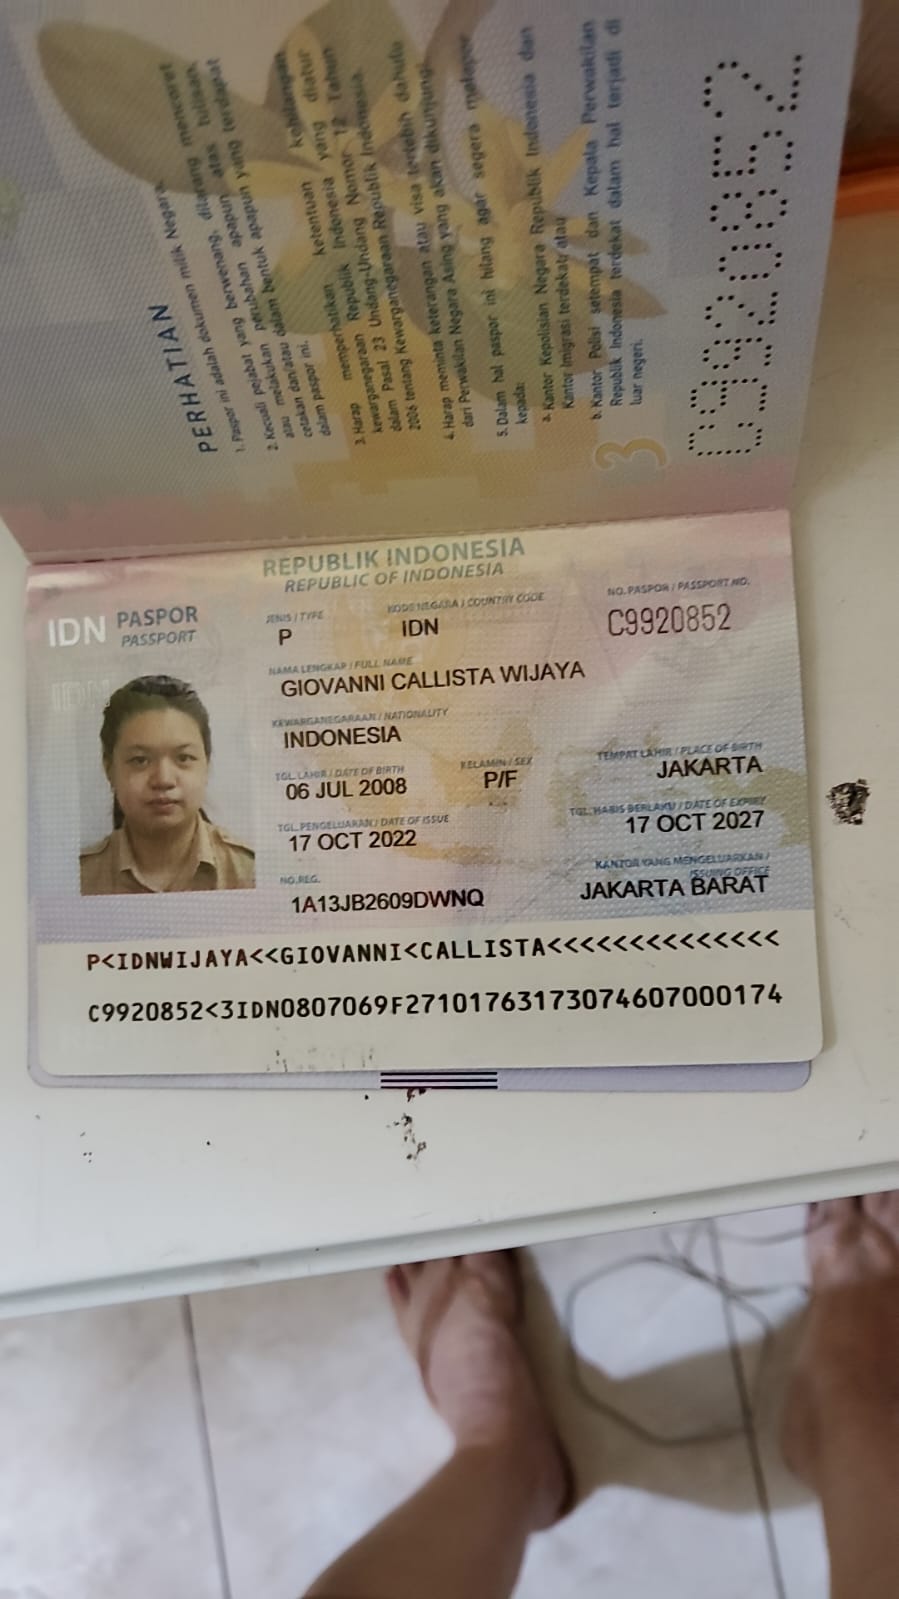 PERHATIAN
1. Paspor ini adalah dokumen milik Negara.
2. Kecuali pejabat yang berwenang, dilarang mencoret
atau melakukan perubahan apapun atas tulisan,
cetakan dan/atau dalam bentuk apapun yang terdapat
dalam paspor ini.
3. Harap memperhatikan ketentuan kehilangan
kewarganegaraan Republik Indonesia yang diatur
dalam Pasal 23 Undang-Undang Nomor 12 Tahun
2006 tentang Kewarganegaraan Republik Indonesia.
4. Harap meminta keterangan atau visa terlebih dahulu
dari Perwakilan Negara Asing yang akan dikunjungi.
5. Dalam hal paspor ini hilang agar segera melapor
kepada:
a. Kantor Kepolisian Negara Republik Indonesia dan
Kantor Imigrasi terdekat; atau
b. Kantor Polisi setempat dan Kepala Perwakilan
Republik Indonesia terdekat dalam hal terjadi di
luar negeri.
3
C9920852
REPUBLIK INDONESIA
REPUBLIC OF INDONESIA
IDN PASPOR
PASSPORT
JENIS / TYPE KODE NEGARA / COUNTRY CODE NO. PASPOR / PASSPORT NO.
P IDN C9920852
NAMA LENGKAP / FULL NAME
GIOVANNI CALLISTA WIJAYA
KEWARGANEGARAAN / NATIONALITY
INDONESIA
TGL. LAHIR / DATE OF BIRTH KELAMIN / SEX TEMPAT LAHIR / PLACE OF BIRTH
06 JUL 2008 P/F JAKARTA
TGL. PENGELUARAN / DATE OF ISSUE TGL. HABIS BERLAKU / DATE OF EXPIRY
17 OCT 2022 17 OCT 2027
NO. REG. KANTOR YANG MENGELUARKAN /
ISSUING OFFICE
1A13JB2609DWNQ JAKARTA BARAT
P<IDNWIJAYA<<GIOVANNI<CALLISTA<<<<<<<<<<<<<<
C9920852<3IDN0807069F2710176317307460700­0174